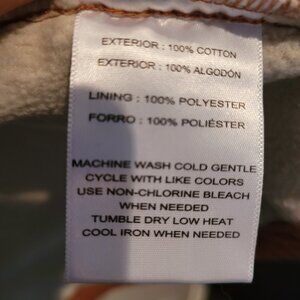 EXTERIOR : 100% COTTON
EXTERIOR : 100% ALGODÓN
LINING : 100% POLYESTER
FORRO : 100% POLIÉSTER
MACHINE WASH COLD GENTLE
CYCLE WITH LIKE COLORS
USE NON-CHLORINE BLEACH
WHEN NEEDED
TUMBLE DRY LOW HEAT
COOL IRON WHEN NEEDED